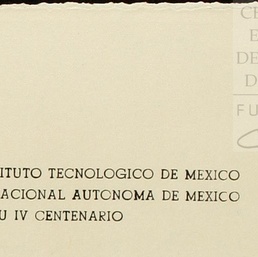 ITUTO TECNOLOGICO DE MEXICO
ACIONAL AUTONOMA DE MEXICO
U IV CENTENARIO